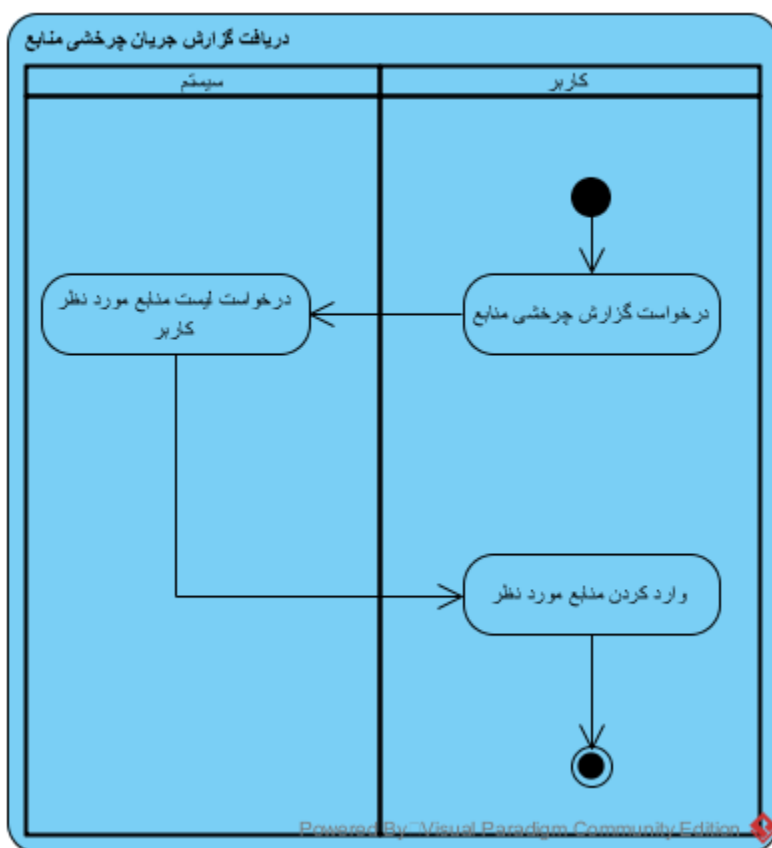 دریافت گزارش جریان چرخشی منابع
کاربر
سیستم
درخواست گزارش چرخشی منابع
درخواست لیست منابع مورد نظر
کاربر
وارد کردن منابع مورد نظر
Powered By Visual Paradigm Community Edition